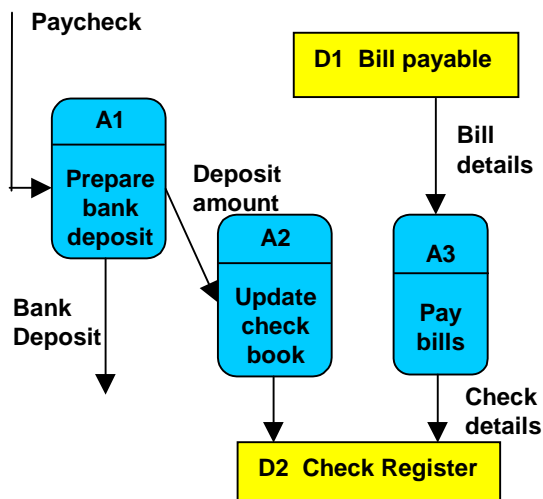 Paycheck
D1 Bill payable
A1
Prepare
bank
deposit
Deposit
amount
Bill
details
A2
Update
check
book
A3
Pay
bills
Bank
Deposit
Check
details
D2 Check Register